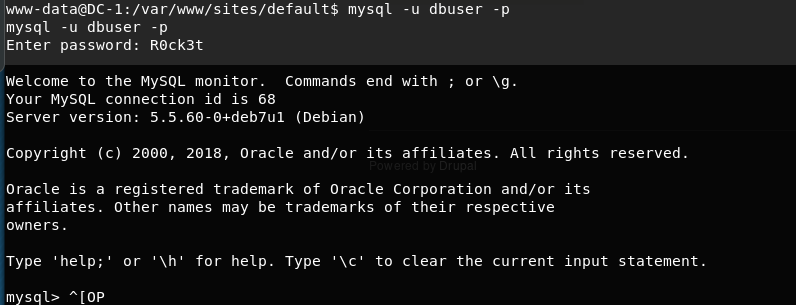 www-data@DC-1:/var/www/sites/default$ mysql -u dbuser -p
mysql -u dbuser -p
Enter password: R0ck3t
Welcome to the MySQL monitor.  Commands end with ; or \g.
Your MySQL connection id is 68
Server version: 5.5.60-0+deb7u1 (Debian)
Copyright (c) 2000, 2018, Oracle and/or its affiliates. All rights reserved.
Powered by Drupal
Oracle is a registered trademark of Oracle Corporation and/or its
affiliates. Other names may be trademarks of their respective
owners.
Type 'help;' or '\h' for help. Type '\c' to clear the current input statement.
mysql> ^[OP